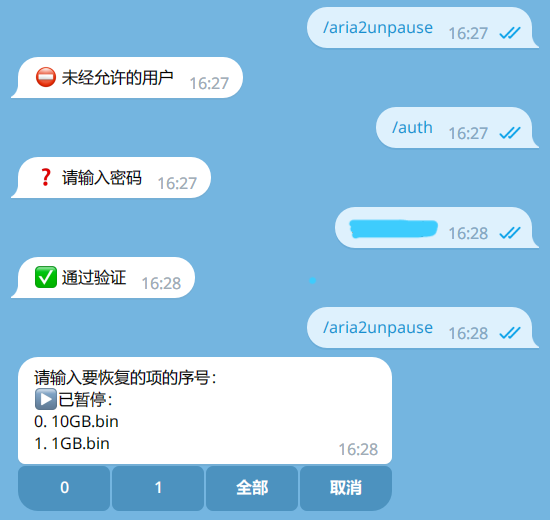 /aria2unpause 16:27
⛔ 未经允许的用户 16:27
/auth 16:27
❓ 请输入密码 16:27
16:28
✅ 通过验证 16:28
/aria2unpause 16:28
请输入要恢复的项的序号：
▶️已暂停：
0. 10GB.bin
1. 1GB.bin
16:28
0 1 全部 取消